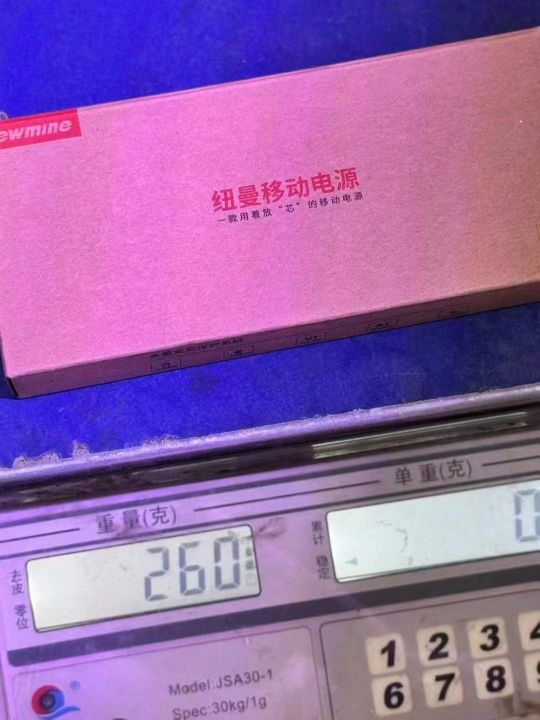 ewmine
纽曼移动电源
一款用着放“芯”的移动电源
重量(克)
单重(克)
去皮 零位
260
累计 稳定
0
Model:JSA30-1
Spec:30kg/1g
1 2 3 4
6 7 8